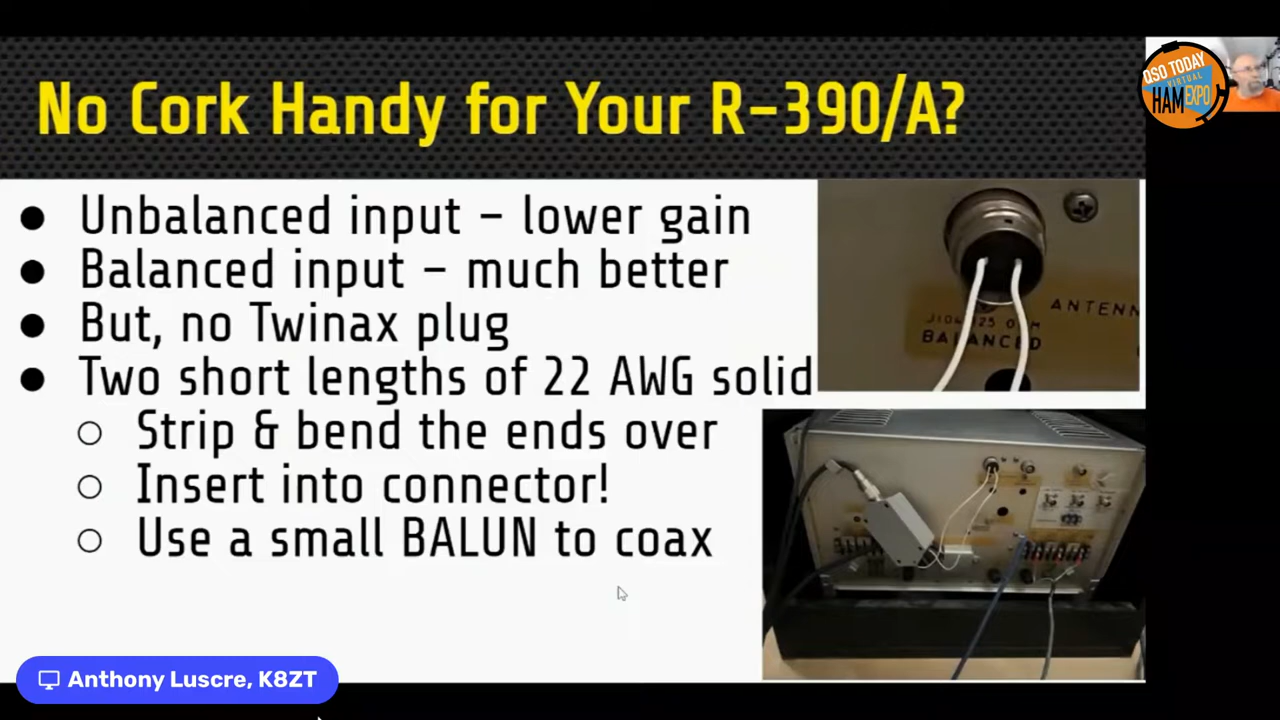 No Cork Handy for Your R-390/A?
QSO TODAY
VIRTUAL
HAM EXPO
● Unbalanced input – lower gain
● Balanced input – much better
● But, no Twinax plug
● Two short lengths of 22 AWG solid
○ Strip & bend the ends over
○ Insert into connector!
○ Use a small BALUN to coax
ANTENN
BALANCED
Anthony Luscre, K8ZT